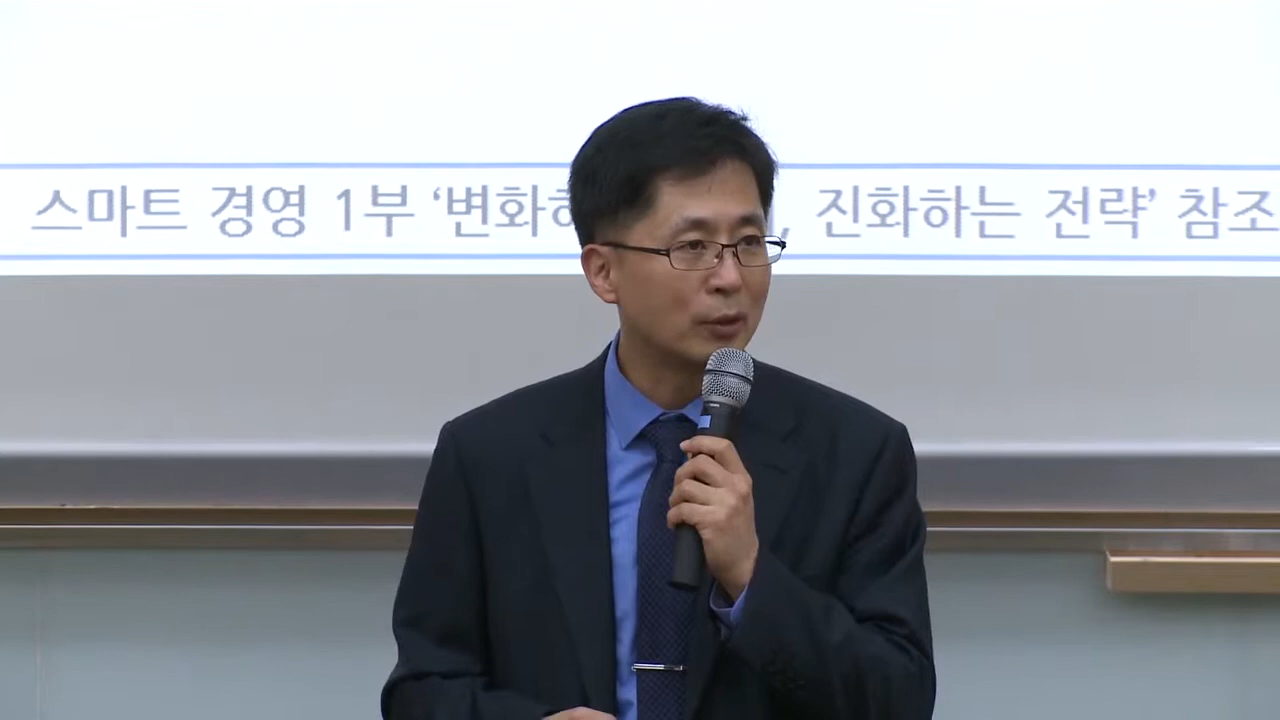 스마트 경영 1부 ‘변화하 , 진화하는 전략’ 참조